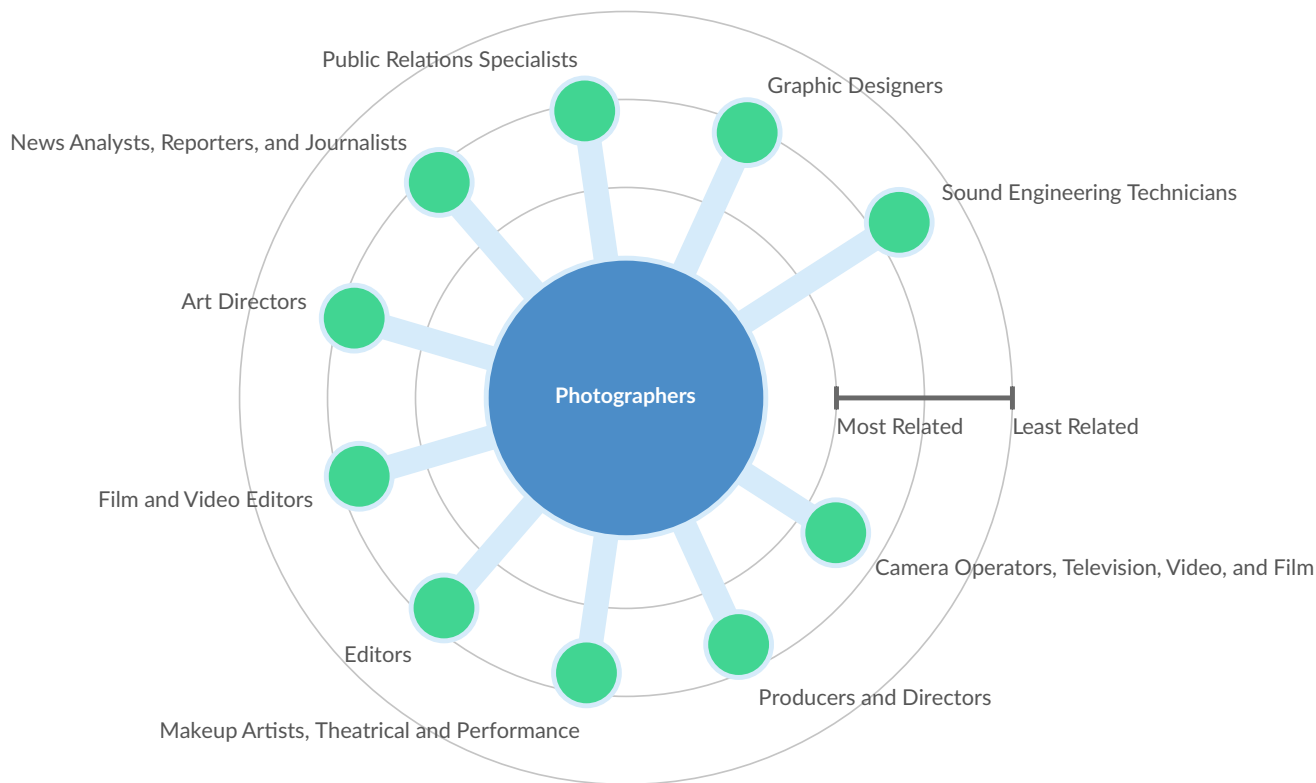 Public Relations Specialists
Graphic Designers
News Analysts, Reporters, and Journalists
Sound Engineering Technicians
Art Directors
Photographers
Most Related
Least Related
Film and Video Editors
Camera Operators, Television, Video, and Film
Editors
Producers and Directors
Makeup Artists, Theatrical and Performance